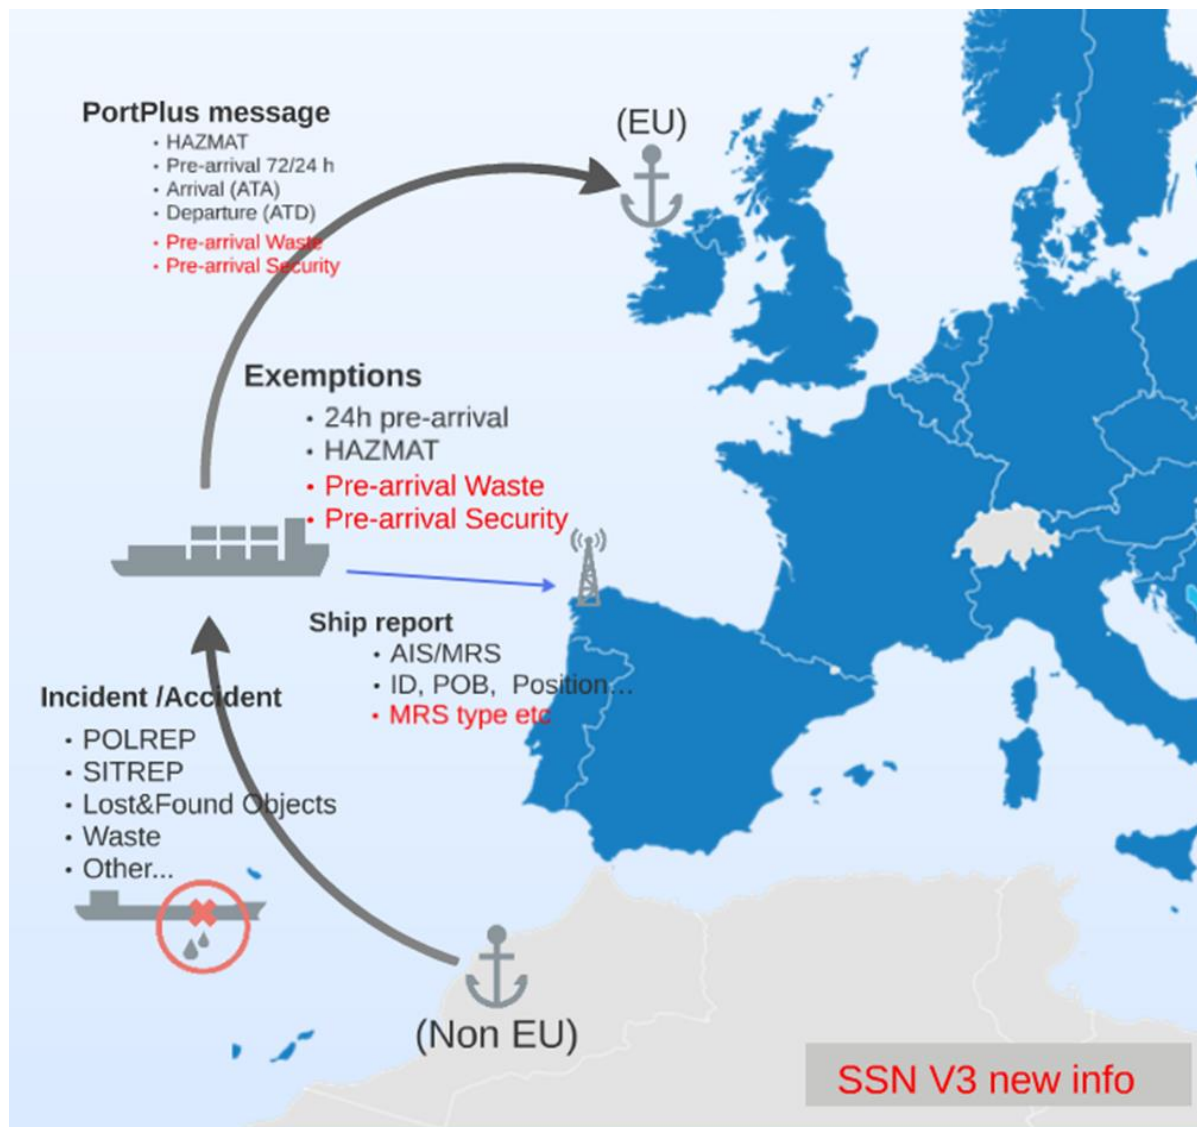 PortPlus message
• HAZMAT
• Pre-arrival 72/24 h
• Arrival (ATA)
• Departure (ATD)
• Pre-arrival Waste
• Pre-arrival Security
(EU)
Exemptions
• 24h pre-arrival
• HAZMAT
• Pre-arrival Waste
• Pre-arrival Security
Ship report
• AIS/MRS
• ID, POB, Position...
• MRS type etc
Incident /Accident
• POLREP
• SITREP
• Lost&Found Objects
• Waste
• Other...
(Non EU)
SSN V3 new info